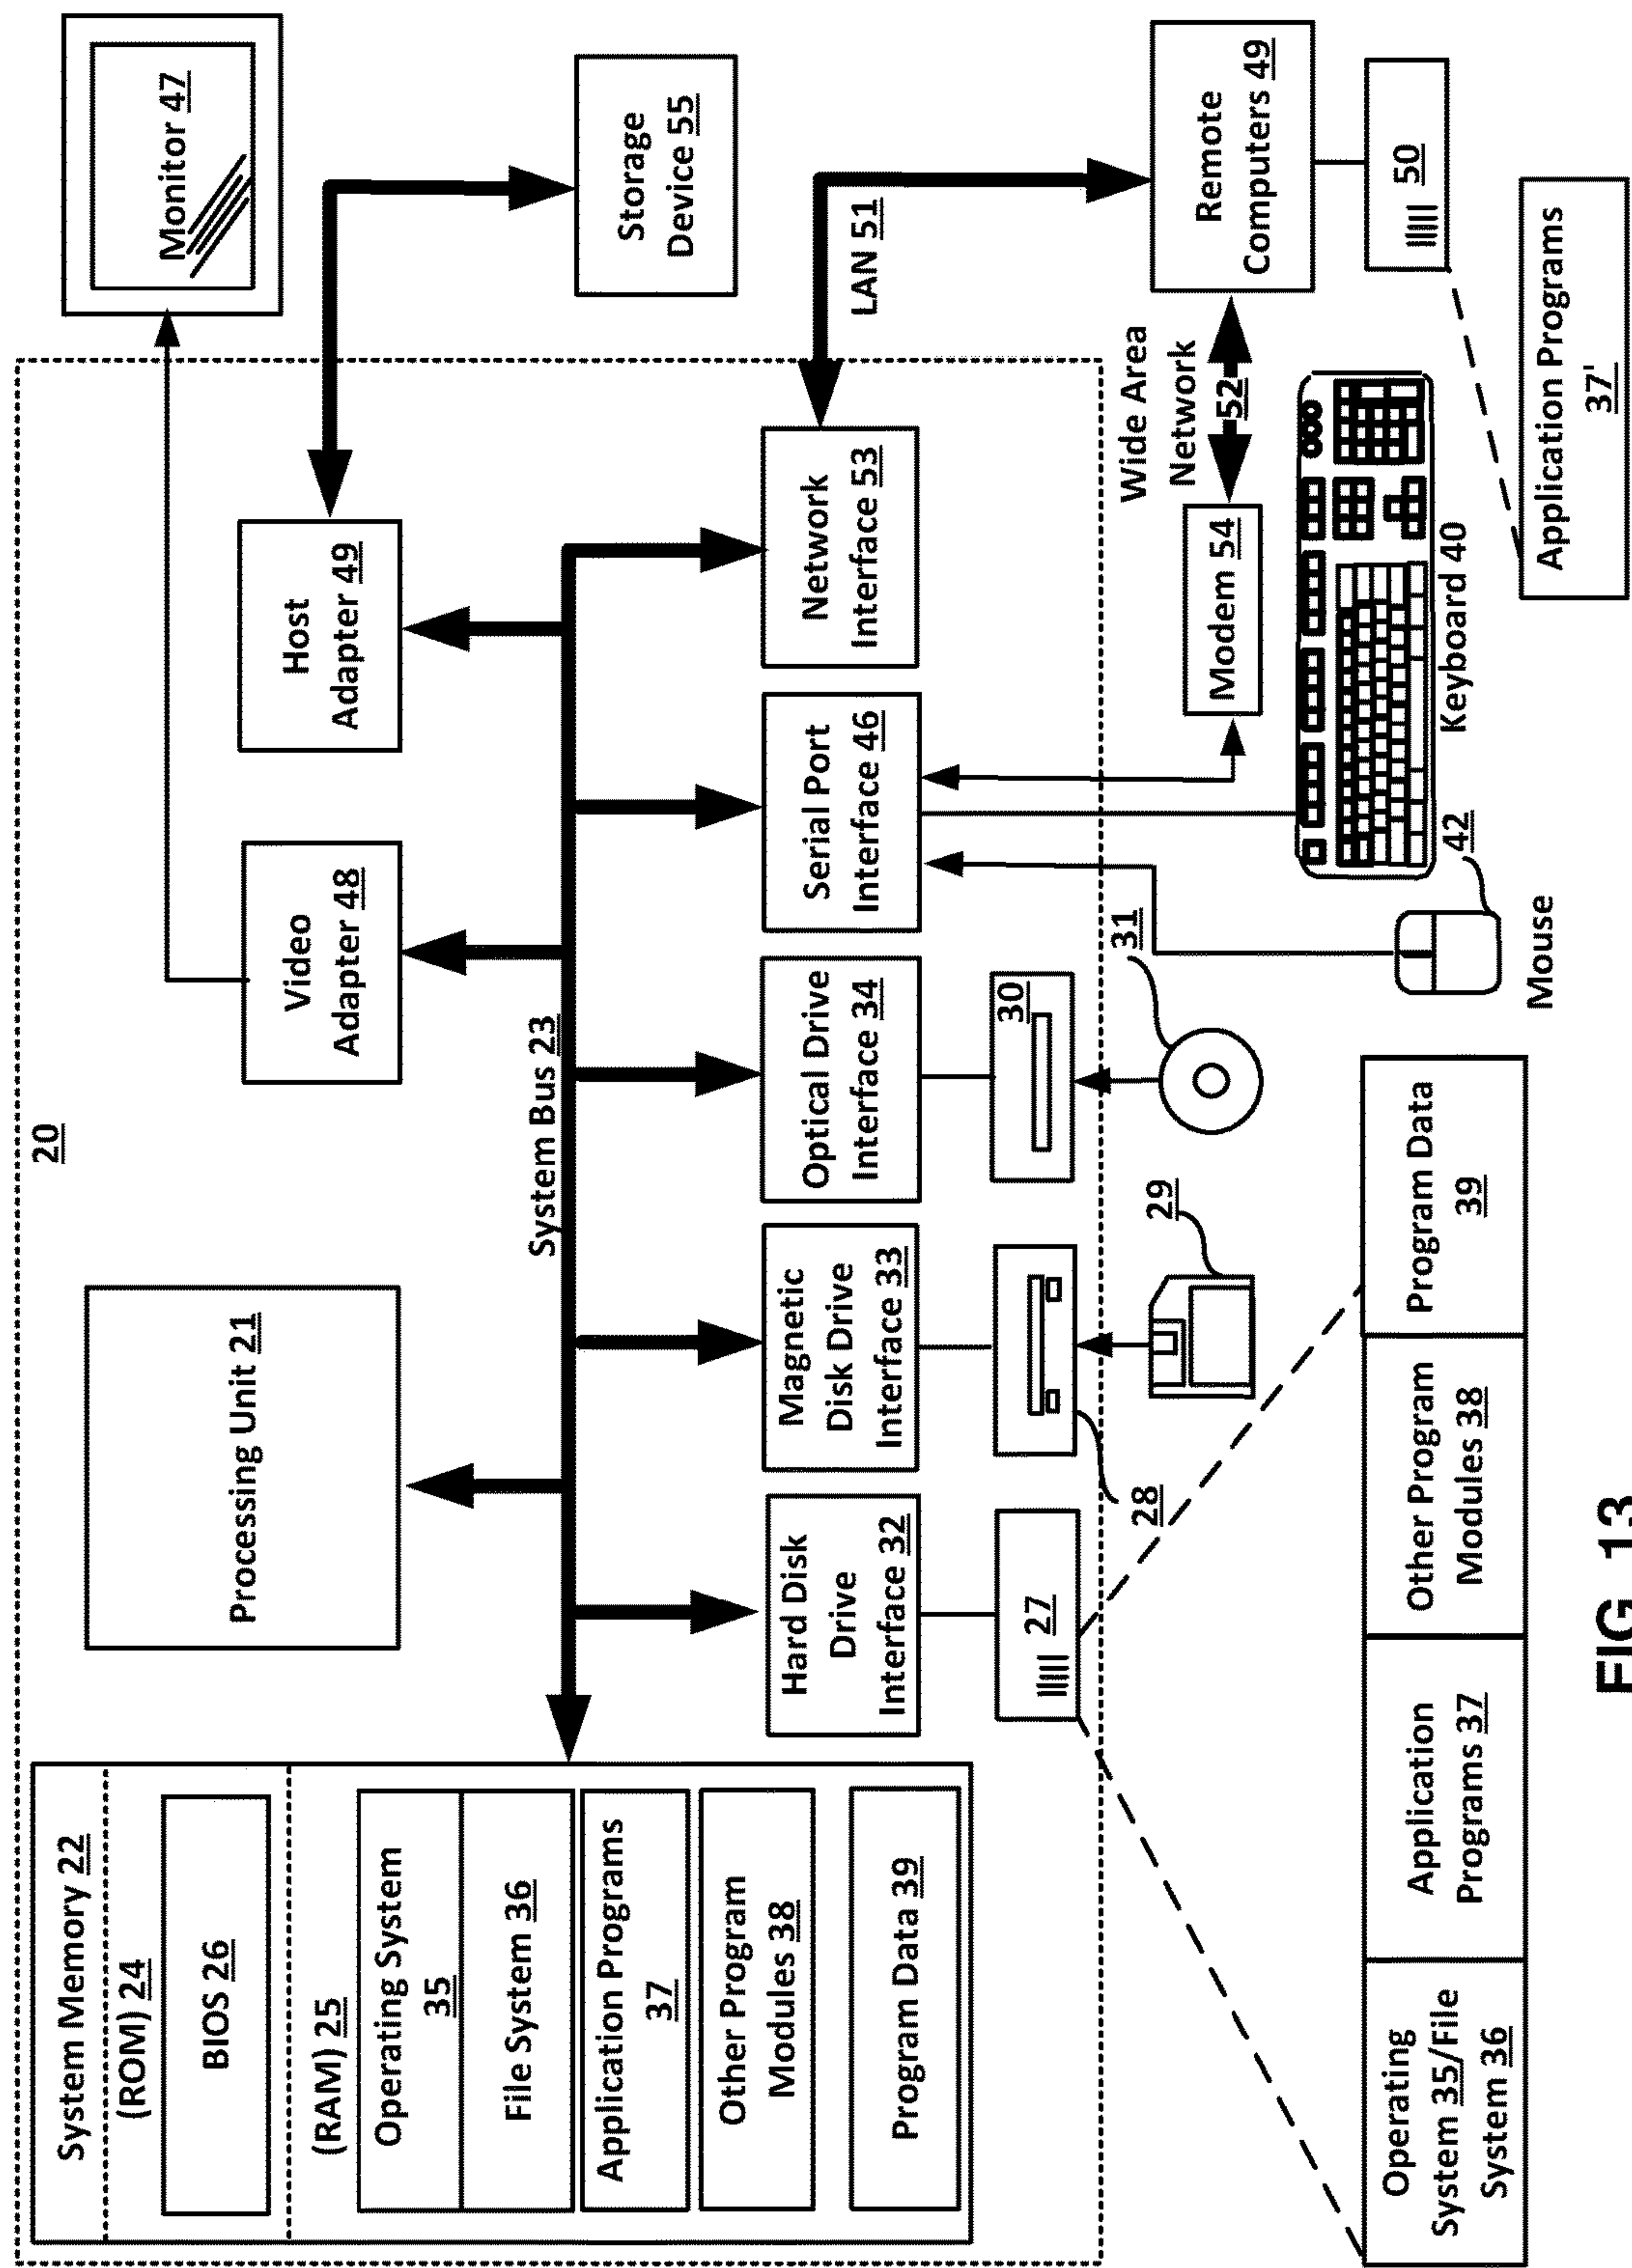 20
System Memory 22
(ROM) 24
BIOS 26
(RAM) 25
Operating System
35
File System 36
Application Programs
37
Other Program
Modules 38
Program Data 39
Processing Unit 21
Video
Adapter 48
Host
Adapter 49
Monitor 47
System Bus 23
Storage
Device 55
Hard Disk
Drive
Interface 32
Magnetic
Disk Drive
Interface 33
Optical Drive
Interface 34
Serial Port
Interface 46
Network
Interface 53
LAN 51
27
28
29
30
31
Wide Area
Network
52
Modem 54
Remote
Computers 49
50
Keyboard 40
42
Mouse
Application Programs
37'
Operating
System 35/File
System 36
Application
Programs 37
Other Program
Modules 38
Program Data
39
FIG. 13